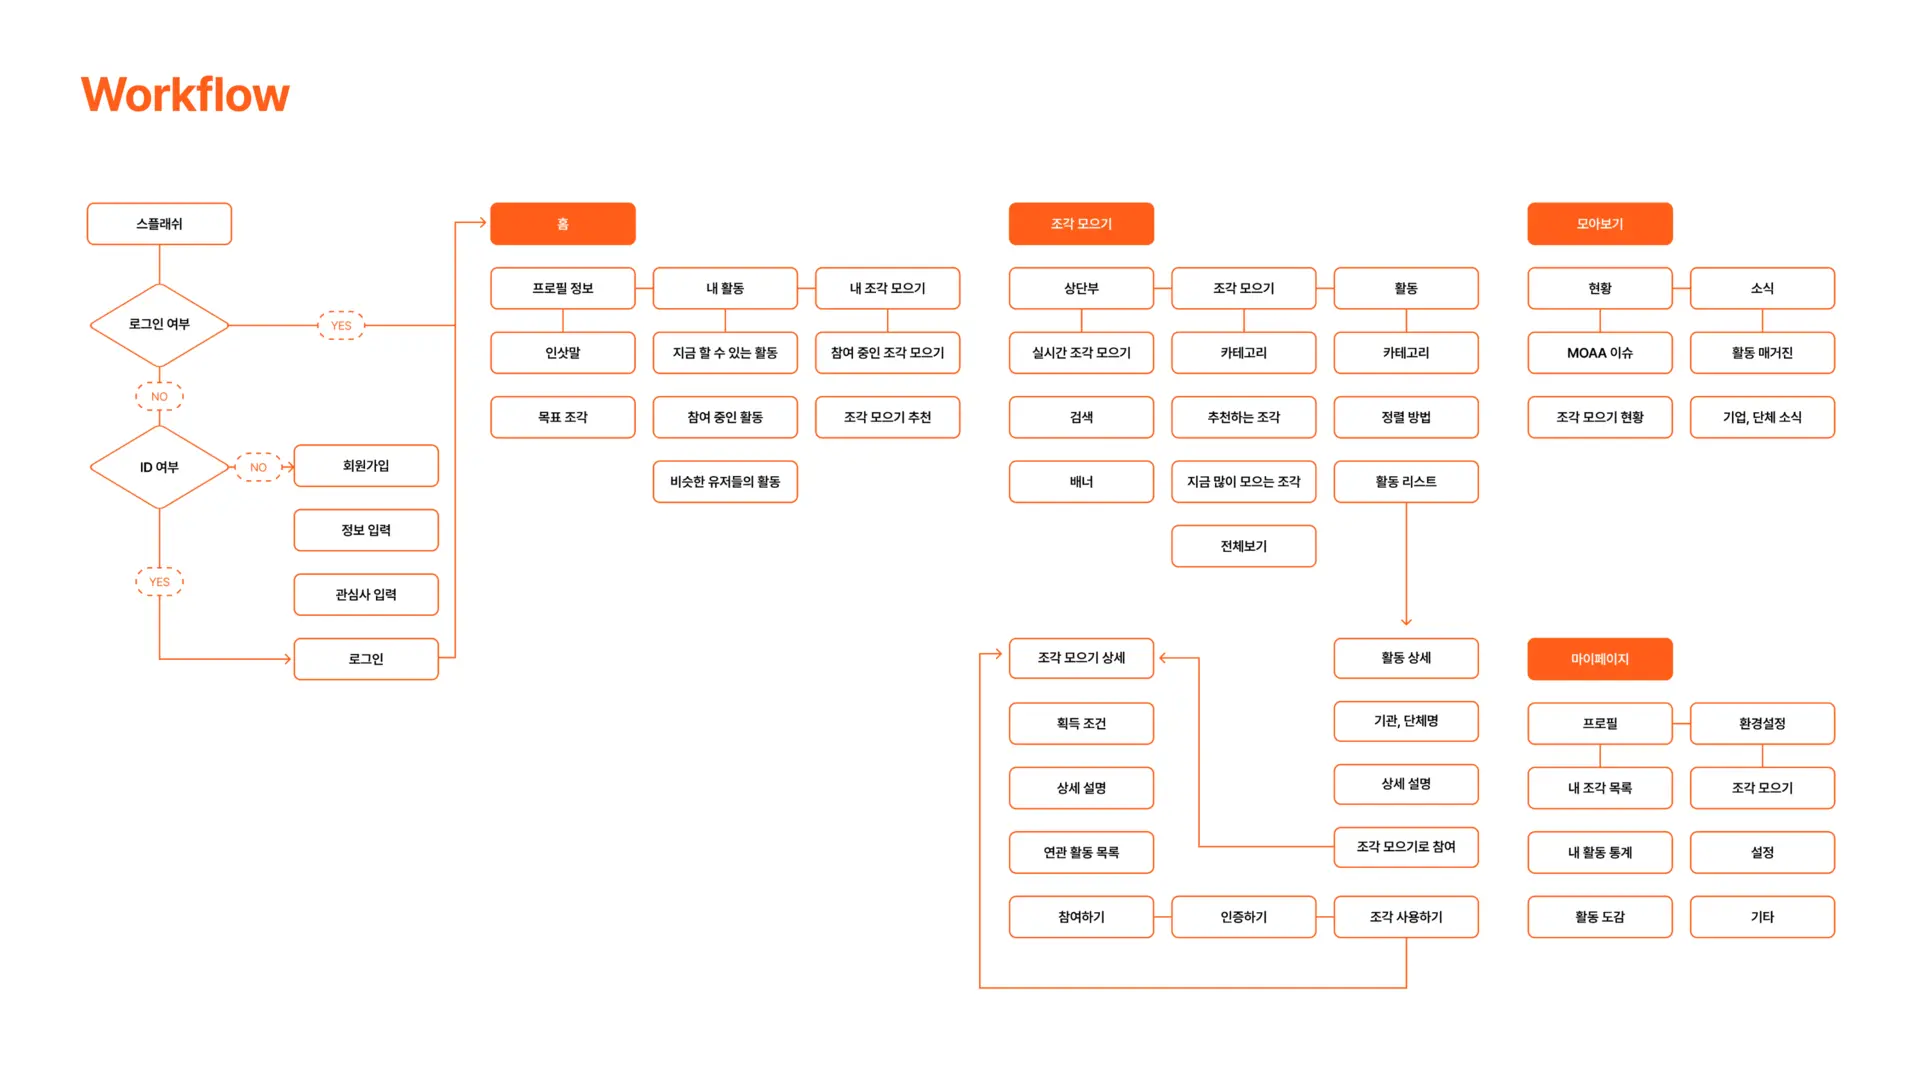 Workflow
스플래쉬
로그인 여부
YES
NO
ID 여부
NO
YES
회원가입
정보 입력
관심사 입력
로그인
홈
프로필 정보
내 활동
내 조각 모으기
인삿말
지금 할 수 있는 활동
참여 중인 조각 모으기
목표 조각
참여 중인 활동
조각 모으기 추천
비슷한 유저들의 활동
조각 모으기
상단부
조각 모으기
활동
실시간 조각 모으기
카테고리
카테고리
검색
추천하는 조각
정렬 방법
배너
지금 많이 모으는 조각
활동 리스트
전체보기
조각 모으기 상세
활동 상세
획득 조건
기관, 단체명
상세 설명
상세 설명
연관 활동 목록
조각 모으기로 참여
참여하기
인증하기
조각 사용하기
모아보기
현황
소식
MOAA 이슈
활동 매거진
조각 모으기 현황
기업, 단체 소식
마이페이지
프로필
환경설정
내 조각 목록
조각 모으기
내 활동 통계
설정
활동 도감
기타